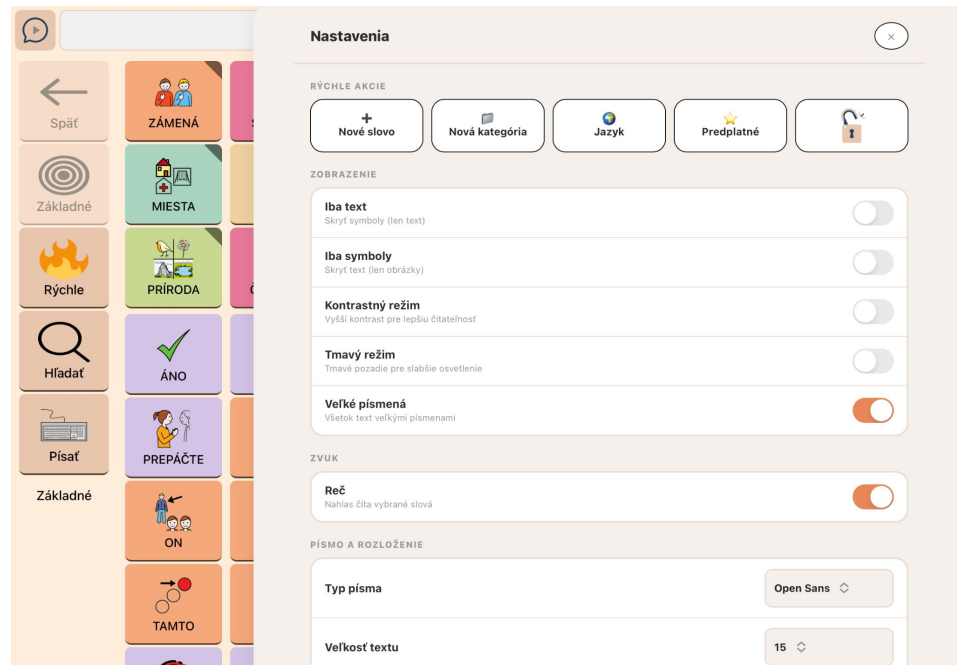 Nastavenia
×
Späť
Základné
Rýchle
Hľadať
Písať
Základné
ZÁMENÁ
MIESTA
PRÍRODA
ÁNO
PREPÁČTE
ON
TAMTO
RÝCHLE AKCIE
Nové slovo
Nová kategória
Jazyk
Predplatné
ZOBRAZENIE
Iba text
Skryť symboly (len text)
Iba symboly
Skryť text (len obrázky)
Kontrastný režim
Vyšší kontrast pre lepšiu čitateľnosť
Tmavý režim
Tmavé pozadie pre slabšie osvetlenie
Veľké písmená
Všetok text veľkými písmenami
ZVUK
Reč
Nahlas číta vybrané slová
PÍSMO A ROZLOŽENIE
Typ písma
Open Sans
Veľkosť textu
15